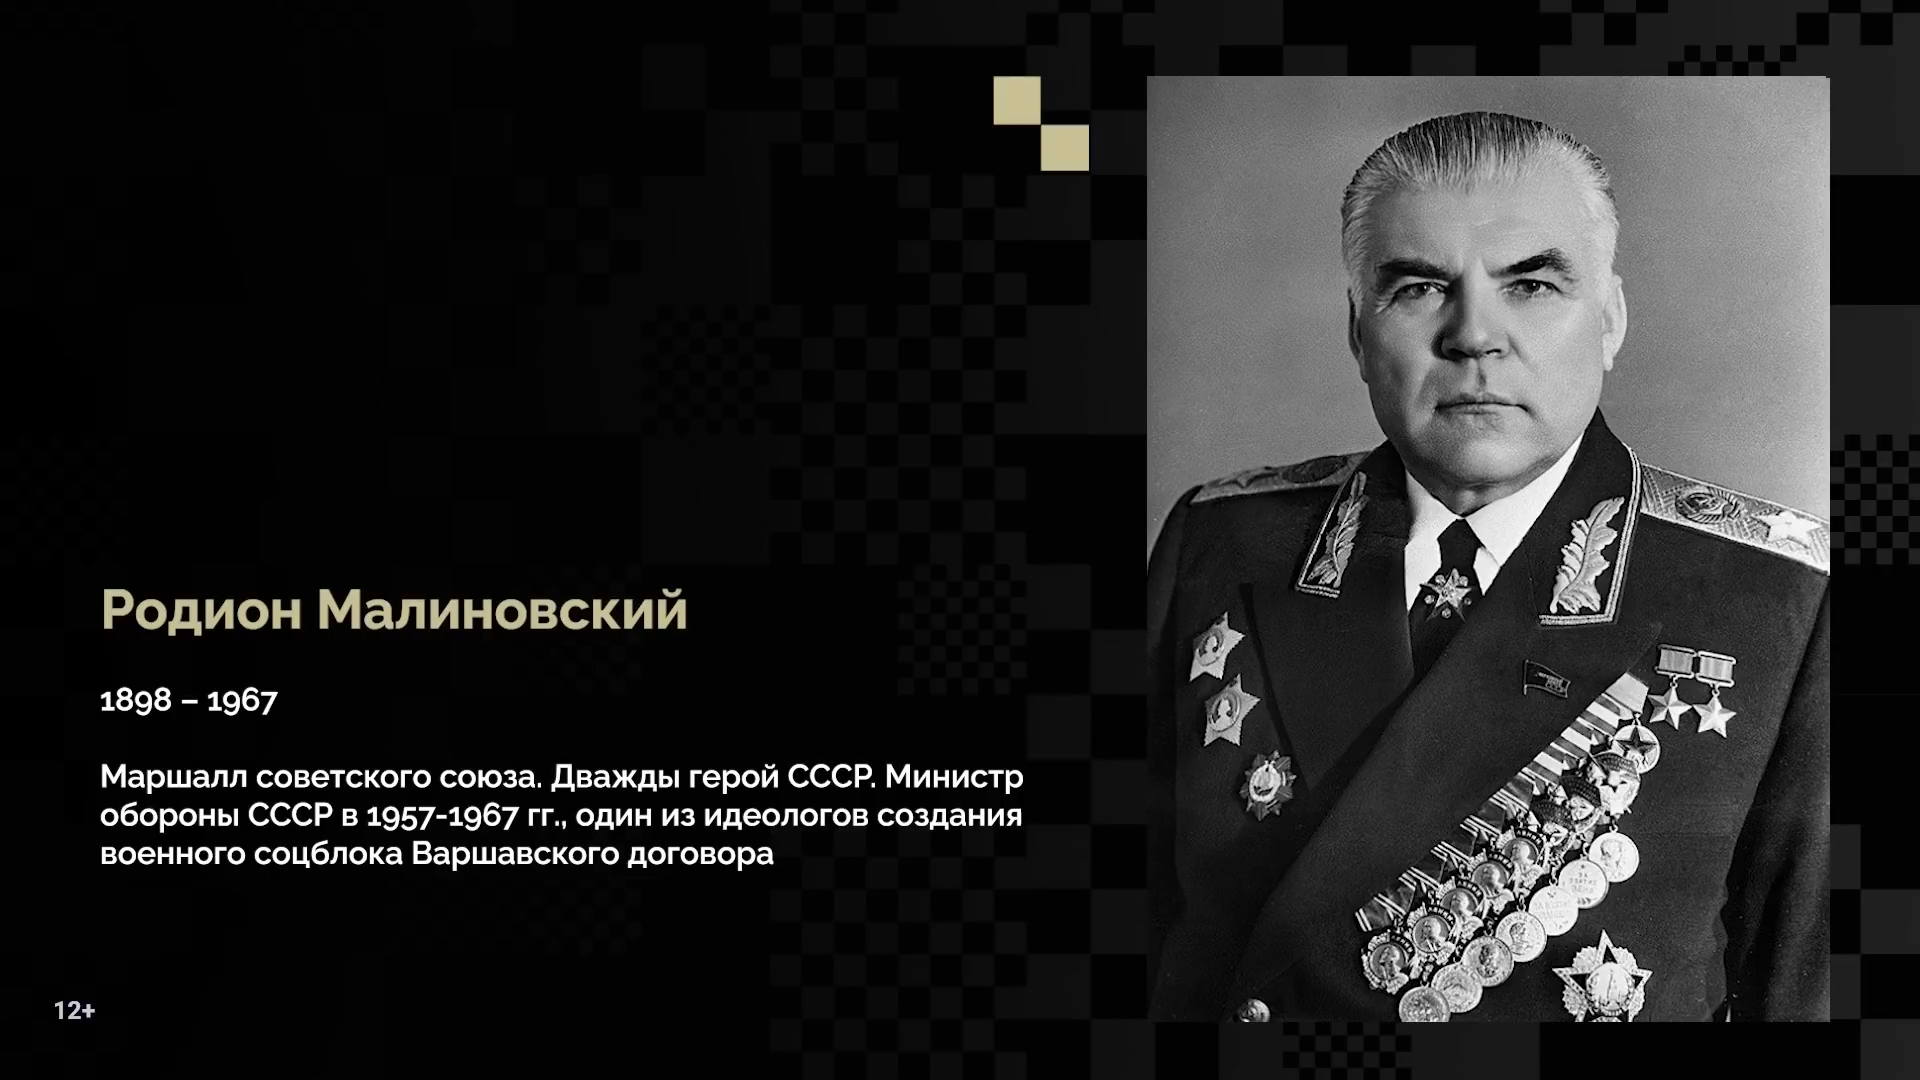 Родион Малиновский
1898 – 1967
Маршалл советского союза. Дважды герой СССР. Министр
обороны СССР в 1957-1967 гг., один из идеологов создания
военного соцблока Варшавского договора
12+